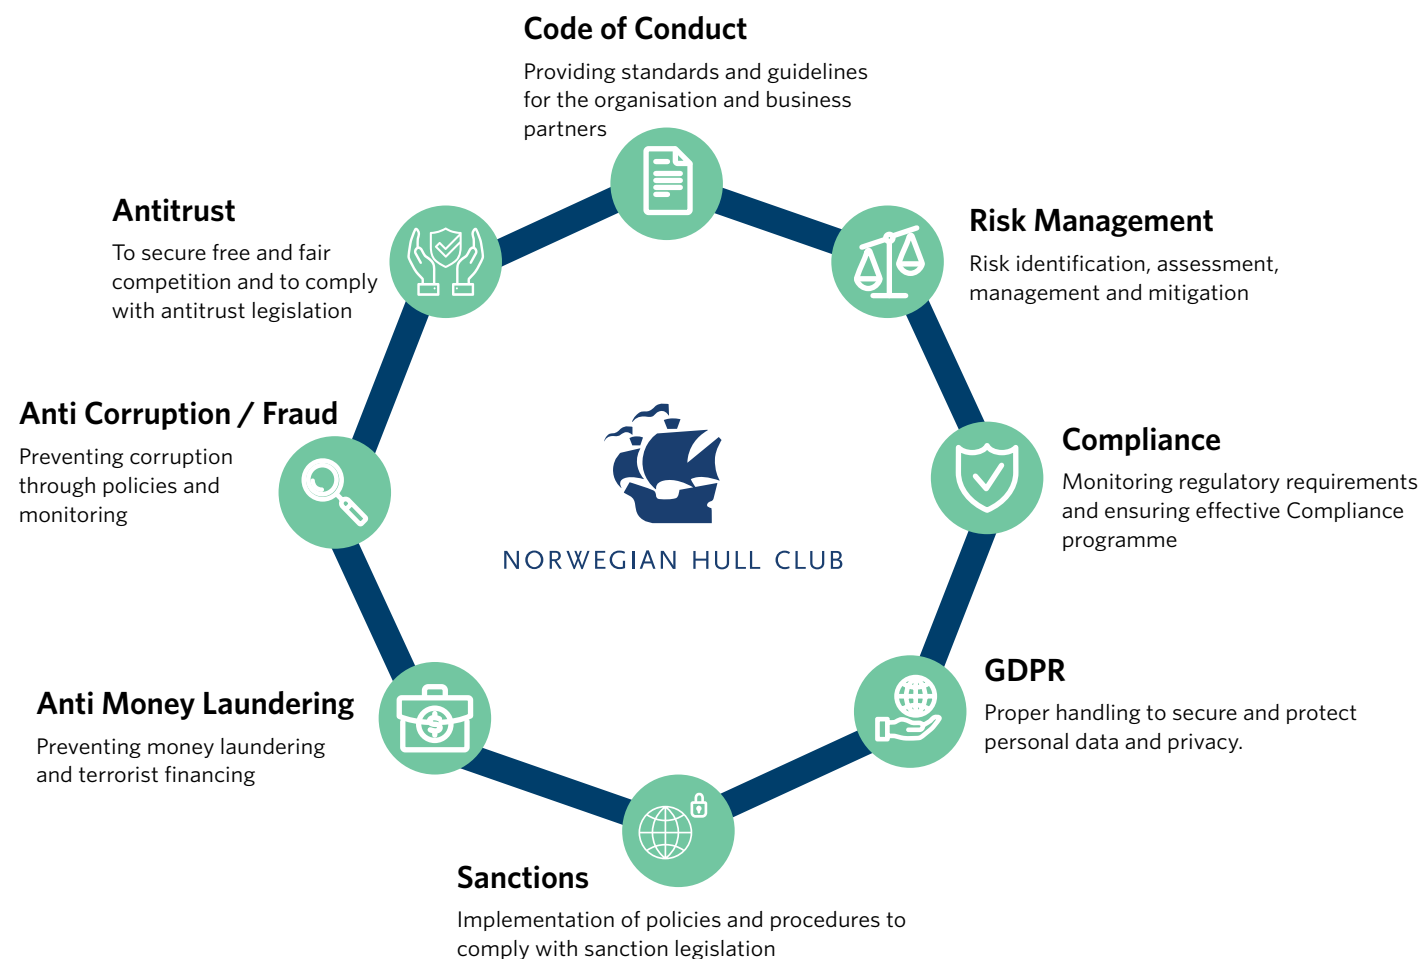 Code of Conduct
Providing standards and guidelines
for the organisation and business
partners
Risk Management
Risk identification, assessment,
management and mitigation
Compliance
Monitoring regulatory requirements
and ensuring effective Compliance
programme
GDPR
Proper handling to secure and protect
personal data and privacy.
Sanctions
Implementation of policies and procedures to
comply with sanction legislation
Anti Money Laundering
Preventing money laundering
and terrorist financing
Anti Corruption / Fraud
Preventing corruption
through policies and
monitoring
Antitrust
To secure free and fair
competition and to comply
with antitrust legislation
NORWEGIAN HULL CLUB
$